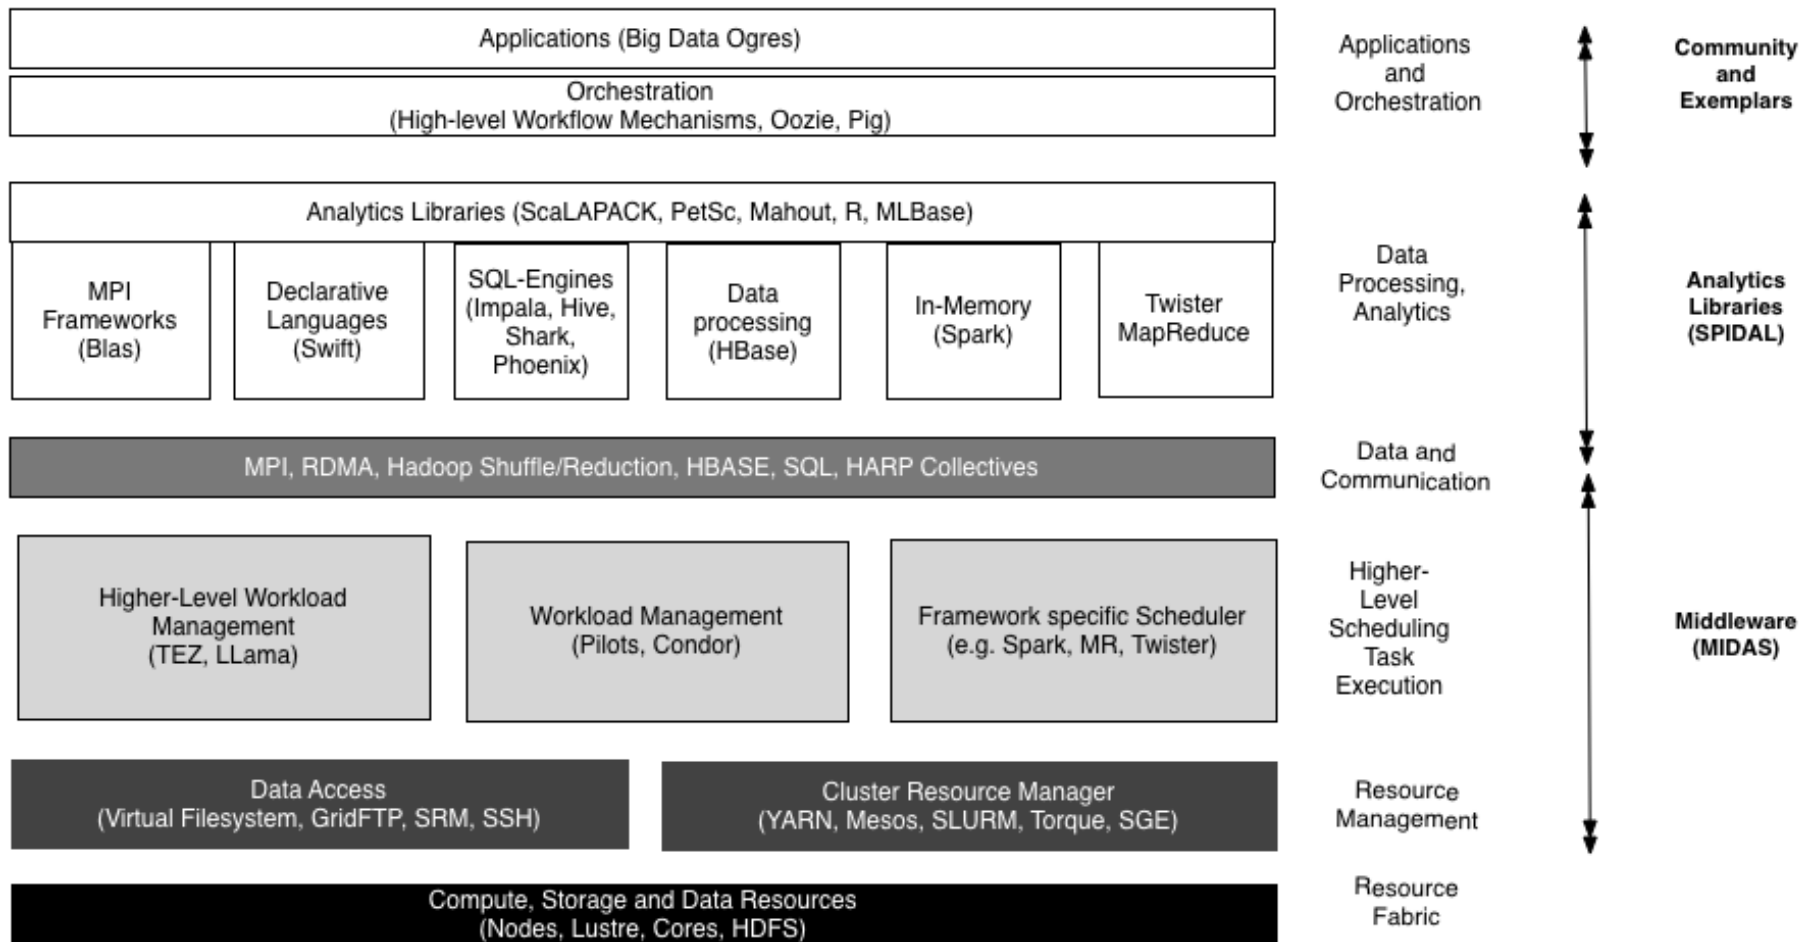 Applications (Big Data Ogres)
Orchestration
(High-level Workflow Mechanisms, Oozie, Pig)
Applications
and
Orchestration
Community
and
Exemplars
Analytics Libraries (ScaLAPACK, PetSc, Mahout, R, MLBase)
MPI
Frameworks
(Blas)
Declarative
Languages
(Swift)
SQL-Engines
(Impala, Hive,
Shark,
Phoenix)
Data
processing
(HBase)
In-Memory
(Spark)
Twister
MapReduce
Data
Processing,
Analytics
Analytics
Libraries
(SPIDAL)
MPI, RDMA, Hadoop Shuffle/Reduction, HBASE, SQL, HARP Collectives
Data and
Communication
Higher-Level Workload
Management
(TEZ, LLama)
Workload Management
(Pilots, Condor)
Framework specific Scheduler
(e.g. Spark, MR, Twister)
Higher-
Level
Scheduling
Task
Execution
Middleware
(MIDAS)
Data Access
(Virtual Filesystem, GridFTP, SRM, SSH)
Cluster Resource Manager
(YARN, Mesos, SLURM, Torque, SGE)
Resource
Management
Compute, Storage and Data Resources
(Nodes, Lustre, Cores, HDFS)
Resource
Fabric